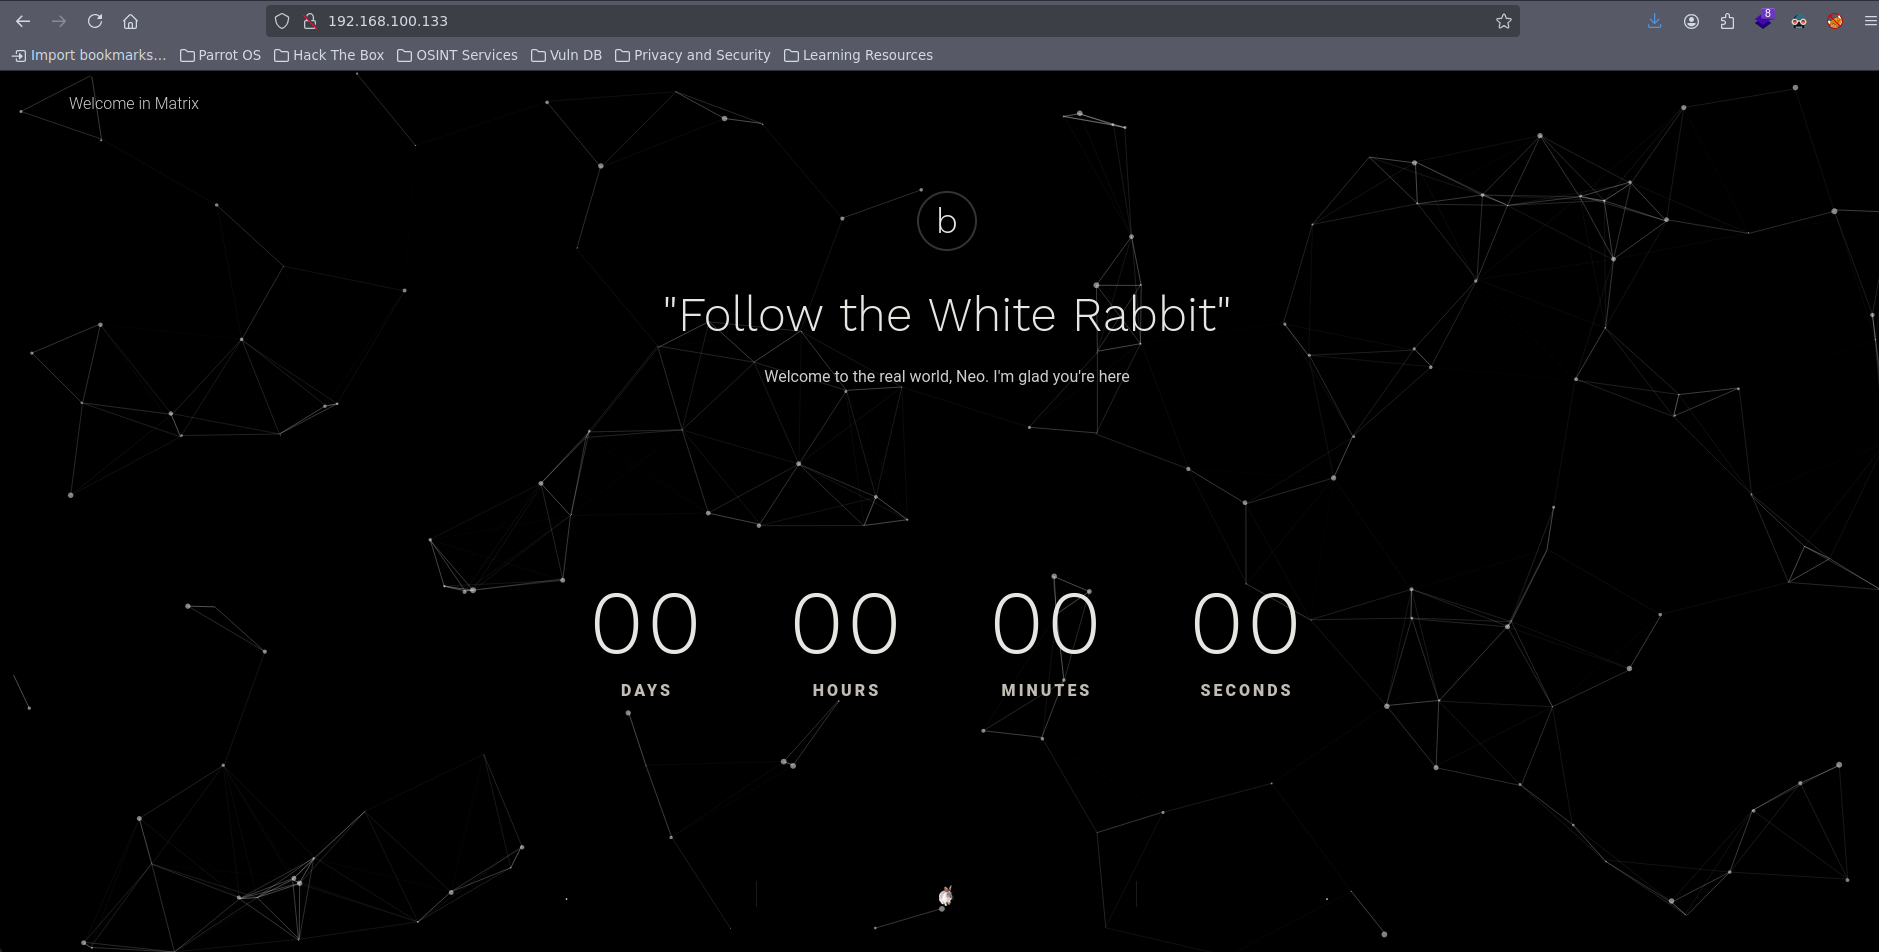 192.168.100.133
8
Import bookmarks... Parrot OS Hack The Box OSINT Services Vuln DB Privacy and Security Learning Resources
Welcome in Matrix
b
"Follow the White Rabbit"
Welcome to the real world, Neo. I'm glad you're here
00 00 00 00
DAYS HOURS MINUTES SECONDS